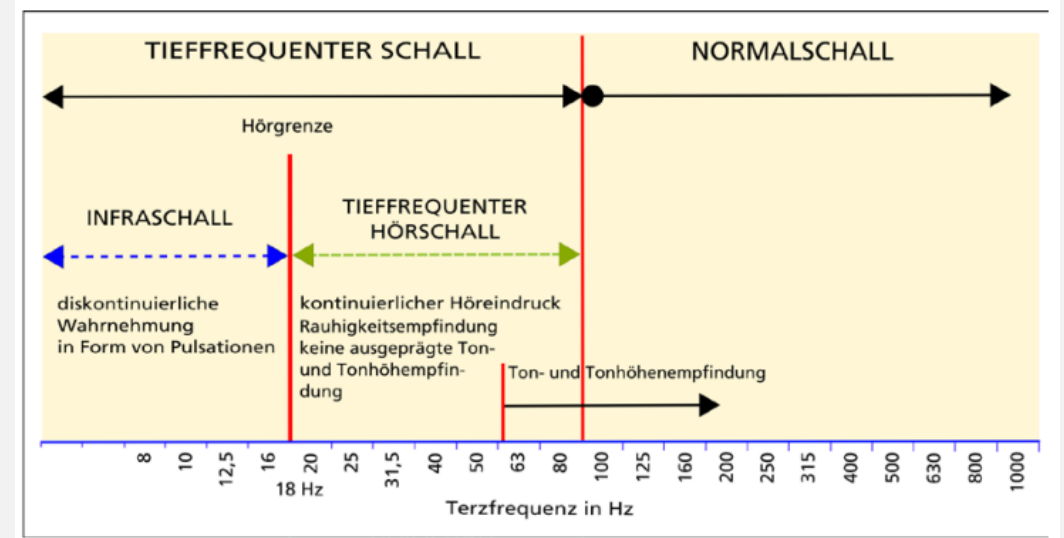 TIEFFREQUENTER SCHALL
NORMALSCHALL
Hörgrenze
INFRASCHALL
TIEFFREQUENTER
HÖRSCHALL
diskontinuierliche
Wahrnehmung
in Form von Pulsationen
kontinuierlicher Höreindruck
Rauhigkeitsempfindung
keine ausgeprägte Ton-
und Tonhöhempfin-
dung
Ton- und Tonhöhenempfindung
8 10 12,5 16 20 25 31,5 40 50 63 80 100 125 160 200 250 315 400 500 630 800 1000
18 Hz
Terzfrequenz in Hz